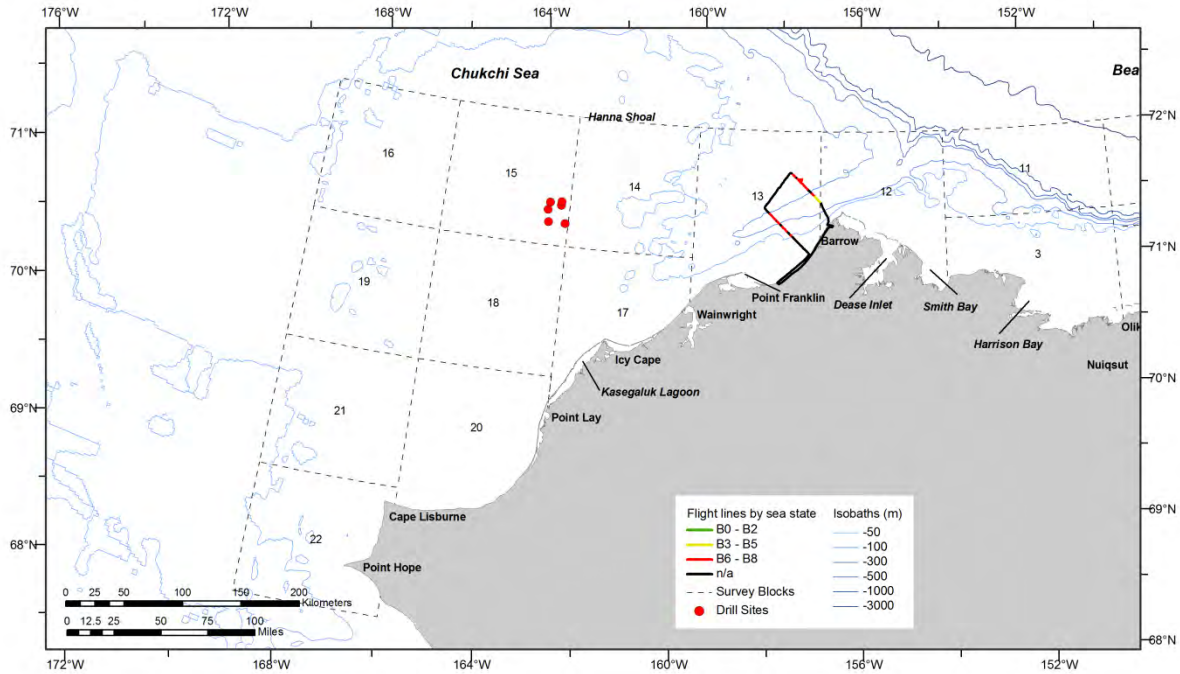 176°W 172°W 168°W 164°W 160°W 156°W 152°W
Chukchi Sea
Bea
72°N
71°N
Hanna Shoal
16
15
14
13
12
11
3
71°N
Barrow
70°N
19
18
17
Point Franklin
Dease Inlet
Smith Bay
Wainwright
Harrison Bay
Olik
Icy Cape
Nuiqsut
Kasegaluk Lagoon
70°N
69°N
21
20
Point Lay
Cape Lisburne
69°N
68°N
22
Point Hope
68°N
Flight lines by sea state
B0 - B2
B3 - B5
B6 - B8
n/a
Survey Blocks
Drill Sites
Isobaths (m)
-50
-100
-300
-500
-1000
-3000
0 25 50 100 150 200
Kilometers
0 12.5 25 50 75 100
Miles
172°W 168°W 164°W 160°W 156°W 152°W